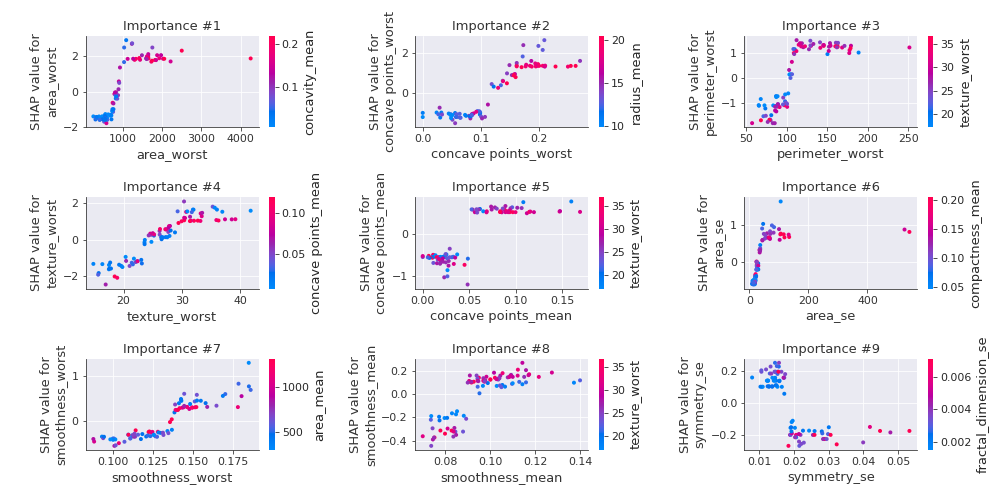 Importance #1
Importance #2
Importance #3
SHAP value for
area_worst
2
0
−2
1000
2000
3000
4000
area_worst
0.2
0.1
concavity_mean
SHAP value for
concave points_worst
2
0
0.0
0.1
0.2
concave points_worst
20
15
10
radius_mean
SHAP value for
perimeter_worst
1
0
−1
50
100
150
200
250
perimeter_worst
35
30
25
20
texture_worst
Importance #4
Importance #5
Importance #6
SHAP value for
texture_worst
2
0
−2
20
30
40
texture_worst
0.10
0.05
concave points_mean
SHAP value for
concave points_mean
0
−1
0.00
0.05
0.10
0.15
concave points_mean
35
30
25
20
texture_worst
SHAP value for
area_se
1
0
0
200
400
area_se
0.20
0.15
0.10
0.05
compactness_mean
Importance #7
Importance #8
Importance #9
SHAP value for
smoothness_worst
1
0
0.100
0.125
0.150
0.175
smoothness_worst
1000
500
area_mean
SHAP value for
smoothness_mean
0.2
0.0
−0.2
−0.4
0.08
0.10
0.12
0.14
smoothness_mean
35
30
25
20
texture_worst
SHAP value for
symmetry_se
0.2
0.0
−0.2
0.01
0.02
0.03
0.04
0.05
symmetry_se
0.006
0.004
0.002
fractal_dimension_se